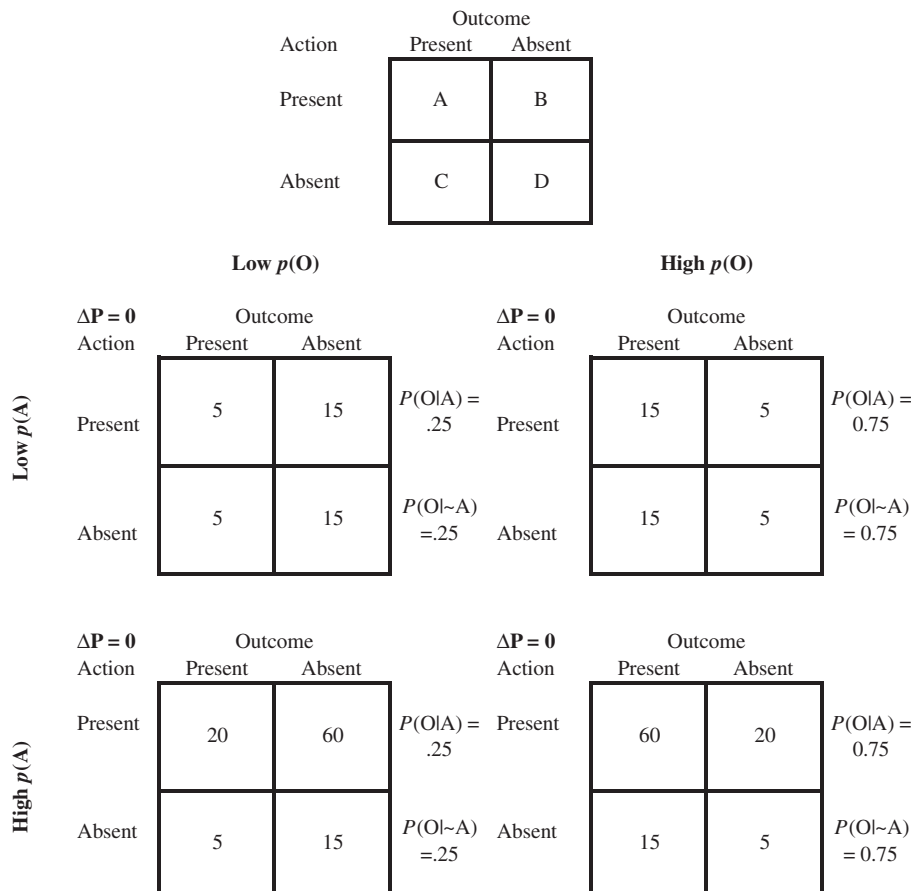 Outcome
Action Present Absent
Present A B
Absent C D
Low p(O) High p(O)
ΔP = 0 Outcome ΔP = 0 Outcome
Action Present Absent Action Present Absent
Low p(A)
Present 5 15 P(O|A) = .25 Present 15 5 P(O|A) = 0.75
Absent 5 15 P(O|~A) =.25 Absent 15 5 P(O|~A) = 0.75
ΔP = 0 Outcome ΔP = 0 Outcome
Action Present Absent Action Present Absent
High p(A)
Present 20 60 P(O|A) = .25 Present 60 20 P(O|A) = 0.75
Absent 5 15 P(O|~A) =.25 Absent 15 5 P(O|~A) = 0.75